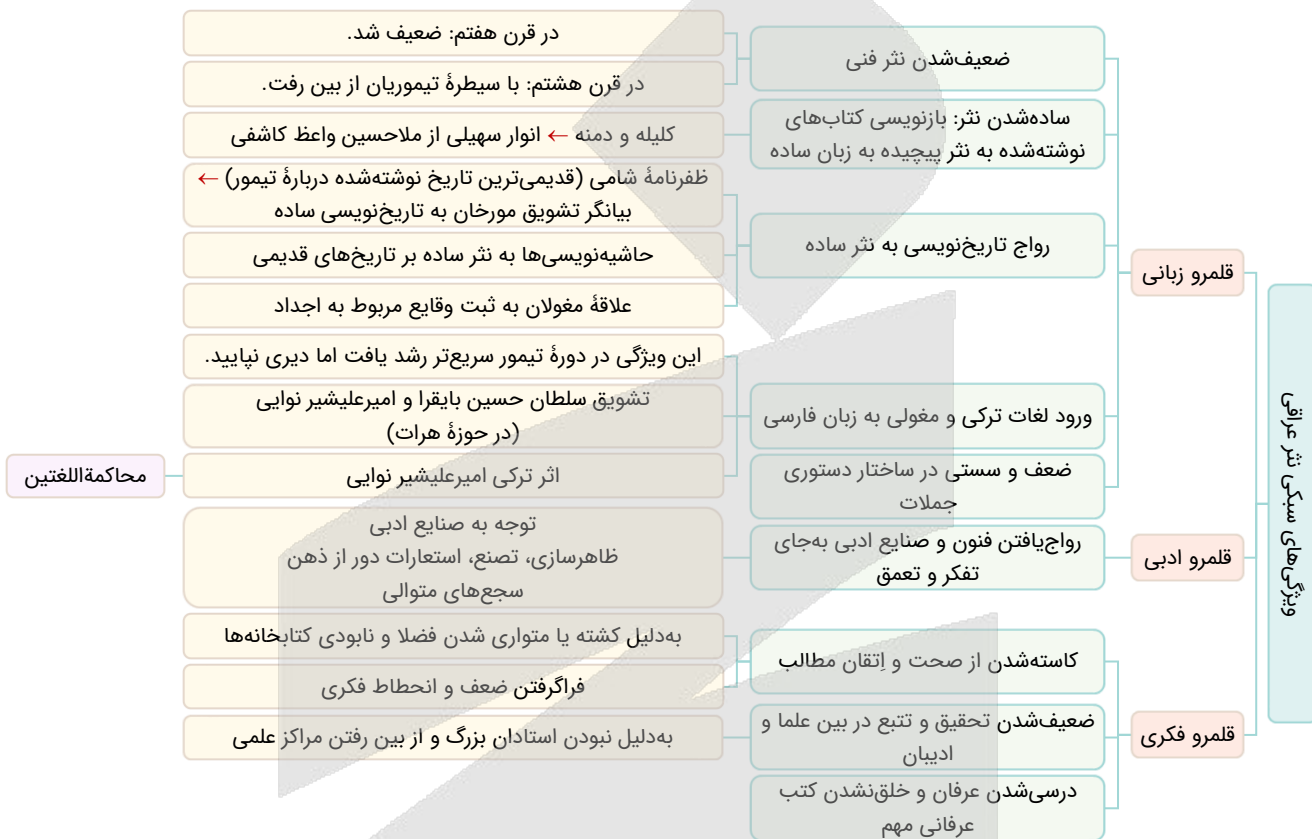 ویژگی‌های سبکی نثر عراقی
قلمرو زبانی
ضعیف‌شدن نثر فنی
در قرن هفتم: ضعیف شد.
در قرن هشتم: با سیطرهٔ تیموریان از بین رفت.
ساده‌شدن نثر: بازنویسی کتاب‌های
نوشته‌شده به نثر پیچیده به زبان ساده
کلیله و دمنه ← انوار سهیلی از ملاحسین واعظ کاشفی
رواج تاریخ‌نویسی به نثر ساده
ظفرنامهٔ شامی (قدیمی‌ترین تاریخ نوشته‌شده دربارهٔ تیمور) ←
بیانگر تشویق مورخان به تاریخ‌نویسی ساده
حاشیه‌نویسی‌ها به نثر ساده بر تاریخ‌های قدیمی
علاقهٔ مغولان به ثبت وقایع مربوط به اجداد
ورود لغات ترکی و مغولی به زبان فارسی
این ویژگی در دورهٔ تیمور سریع‌تر رشد یافت اما دیری نپایید.
تشویق سلطان حسین بایقرا و امیرعلیشیر نوایی
(در حوزهٔ هرات)
اثر ترکی امیرعلیشیر نوایی
محاکمةاللغتین
ضعف و سستی در ساختار دستوری
جملات
قلمرو ادبی
رواج‌یافتن فنون و صنایع ادبی به‌جای
تفکر و تعمق
توجه به صنایع ادبی
ظاهرسازی، تصنع، استعارات دور از ذهن
سجع‌های متوالی
قلمرو فکری
کاسته‌شدن از صحت و اِتقان مطالب
به‌دلیل کشته یا متواری شدن فضلا و نابودی کتابخانه‌ها
فراگرفتن ضعف و انحطاط فکری
ضعیف‌شدن تحقیق و تتبع در بین علما و
ادیبان
به‌دلیل نبودن استادان بزرگ و از بین رفتن مراکز علمی
درسی‌شدن عرفان و خلق‌نشدن کتب
عرفانی مهم